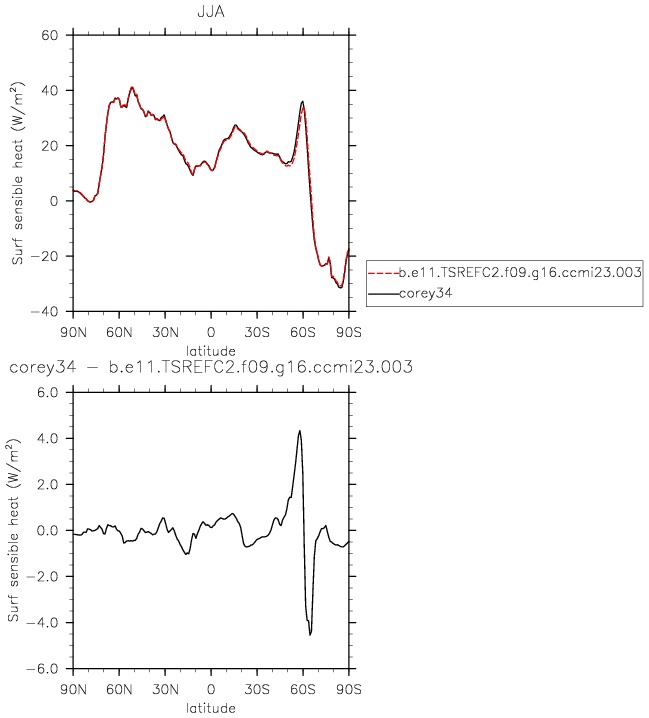 JJA
Surf sensible heat (W/m²)
60
40
20
0
−20
−40
90N 60N 30N 0 30S 60S 90S
latitude
b.e11.TSREFC2.f09.g16.ccmi23.003
corey34
corey34 − b.e11.TSREFC2.f09.g16.ccmi23.003
Surf sensible heat (W/m²)
6.0
4.0
2.0
0.0
−2.0
−4.0
−6.0
90N 60N 30N 0 30S 60S 90S
latitude